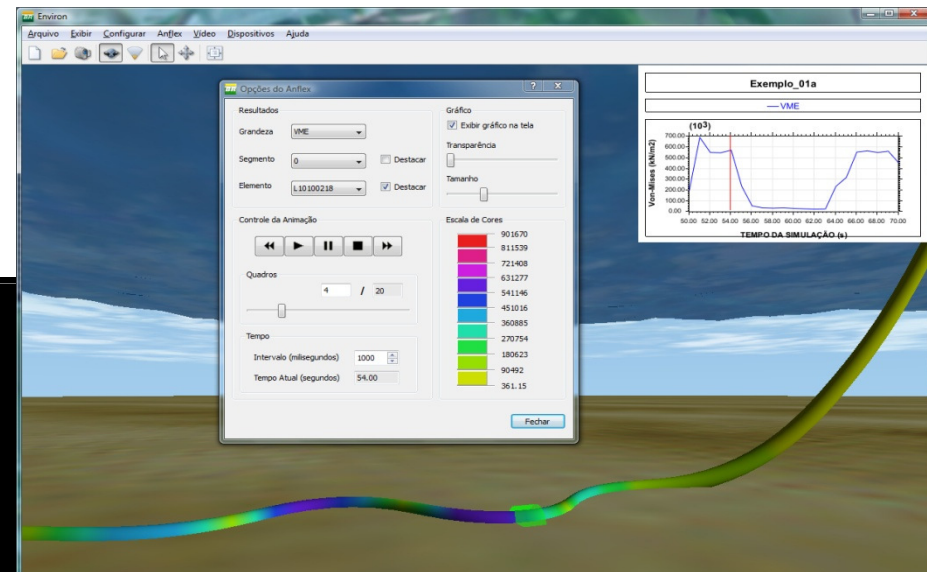 Environ
Arquivo Exibir Configurar Anflex Vídeo Dispositivos Ajuda
Opções do Anflex
Resultados
Grandeza VME
Segmento 0 Destacar
Elemento L10100218 Destacar
Gráfico
Exibir gráfico na tela
Transparência
Tamanho
Controle da Animação
Quadros
4 / 20
Tempo
Intervalo (milisegundos) 1000
Tempo Atual (segundos) 54.00
Escala de Cores
901670
811539
721408
631277
541146
451016
360885
270754
180623
90492
361.15
Fechar
Exemplo_01a
VME
(10³)
Von-Mises (kN/m2)
700.00
600.00
500.00
400.00
300.00
200.00
100.00
0.00
50.00 52.00 54.00 56.00 58.00 60.00 62.00 64.00 66.00 68.00 70.00
TEMPO DA SIMULAÇÃO (s)